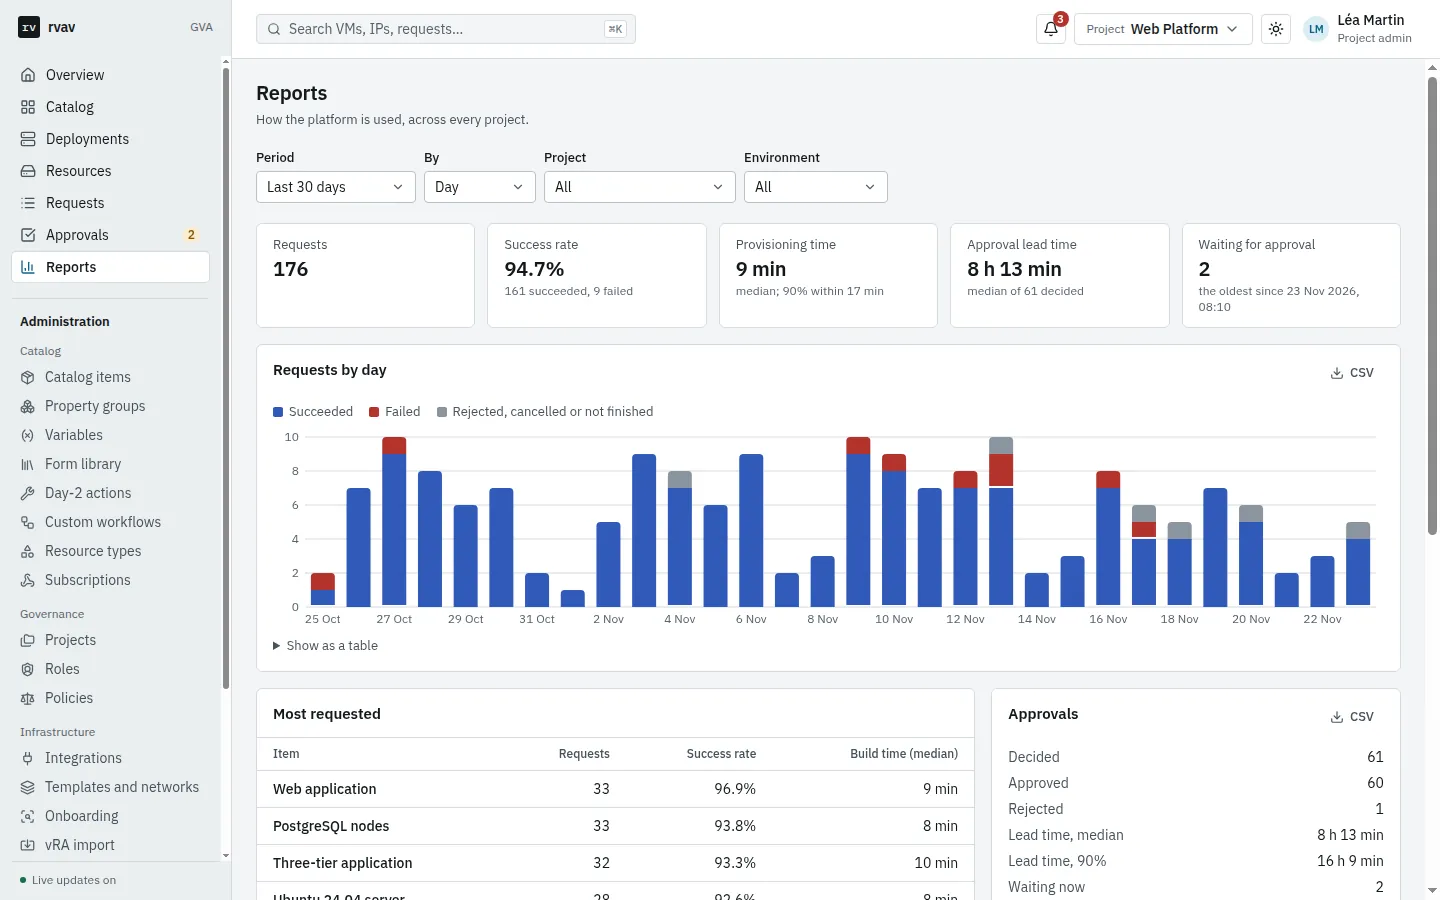 rv rvav GVA
Search VMs, IPs, requests... ⌘K
3
Project Web Platform
LM
Léa Martin
Project admin
Overview
Catalog
Deployments
Resources
Requests
Approvals 2
Reports
Administration
Catalog
Catalog items
Property groups
Variables
Form library
Day-2 actions
Custom workflows
Resource types
Subscriptions
Governance
Projects
Roles
Policies
Infrastructure
Integrations
Templates and networks
Onboarding
vRA import
Live updates on
Reports
How the platform is used, across every project.
Period By Project Environment
Last 30 days Day All All
Requests
176
Success rate
94.7%
161 succeeded, 9 failed
Provisioning time
9 min
median; 90% within 17 min
Approval lead time
8 h 13 min
median of 61 decided
Waiting for approval
2
the oldest since 23 Nov 2026,
08:10
Requests by day CSV
Succeeded Failed Rejected, cancelled or not finished
10
8
6
4
2
0
25 Oct 27 Oct 29 Oct 31 Oct 2 Nov 4 Nov 6 Nov 8 Nov 10 Nov 12 Nov 14 Nov 16 Nov 18 Nov 20 Nov 22 Nov
Show as a table
Most requested
Item Requests Success rate Build time (median)
Web application 33 96.9% 9 min
PostgreSQL nodes 33 93.8% 8 min
Three-tier application 32 93.3% 10 min
Ubuntu 24.04 server 28 92.6% 8 min
Approvals CSV
Decided 61
Approved 60
Rejected 1
Lead time, median 8 h 13 min
Lead time, 90% 16 h 9 min
Waiting now 2